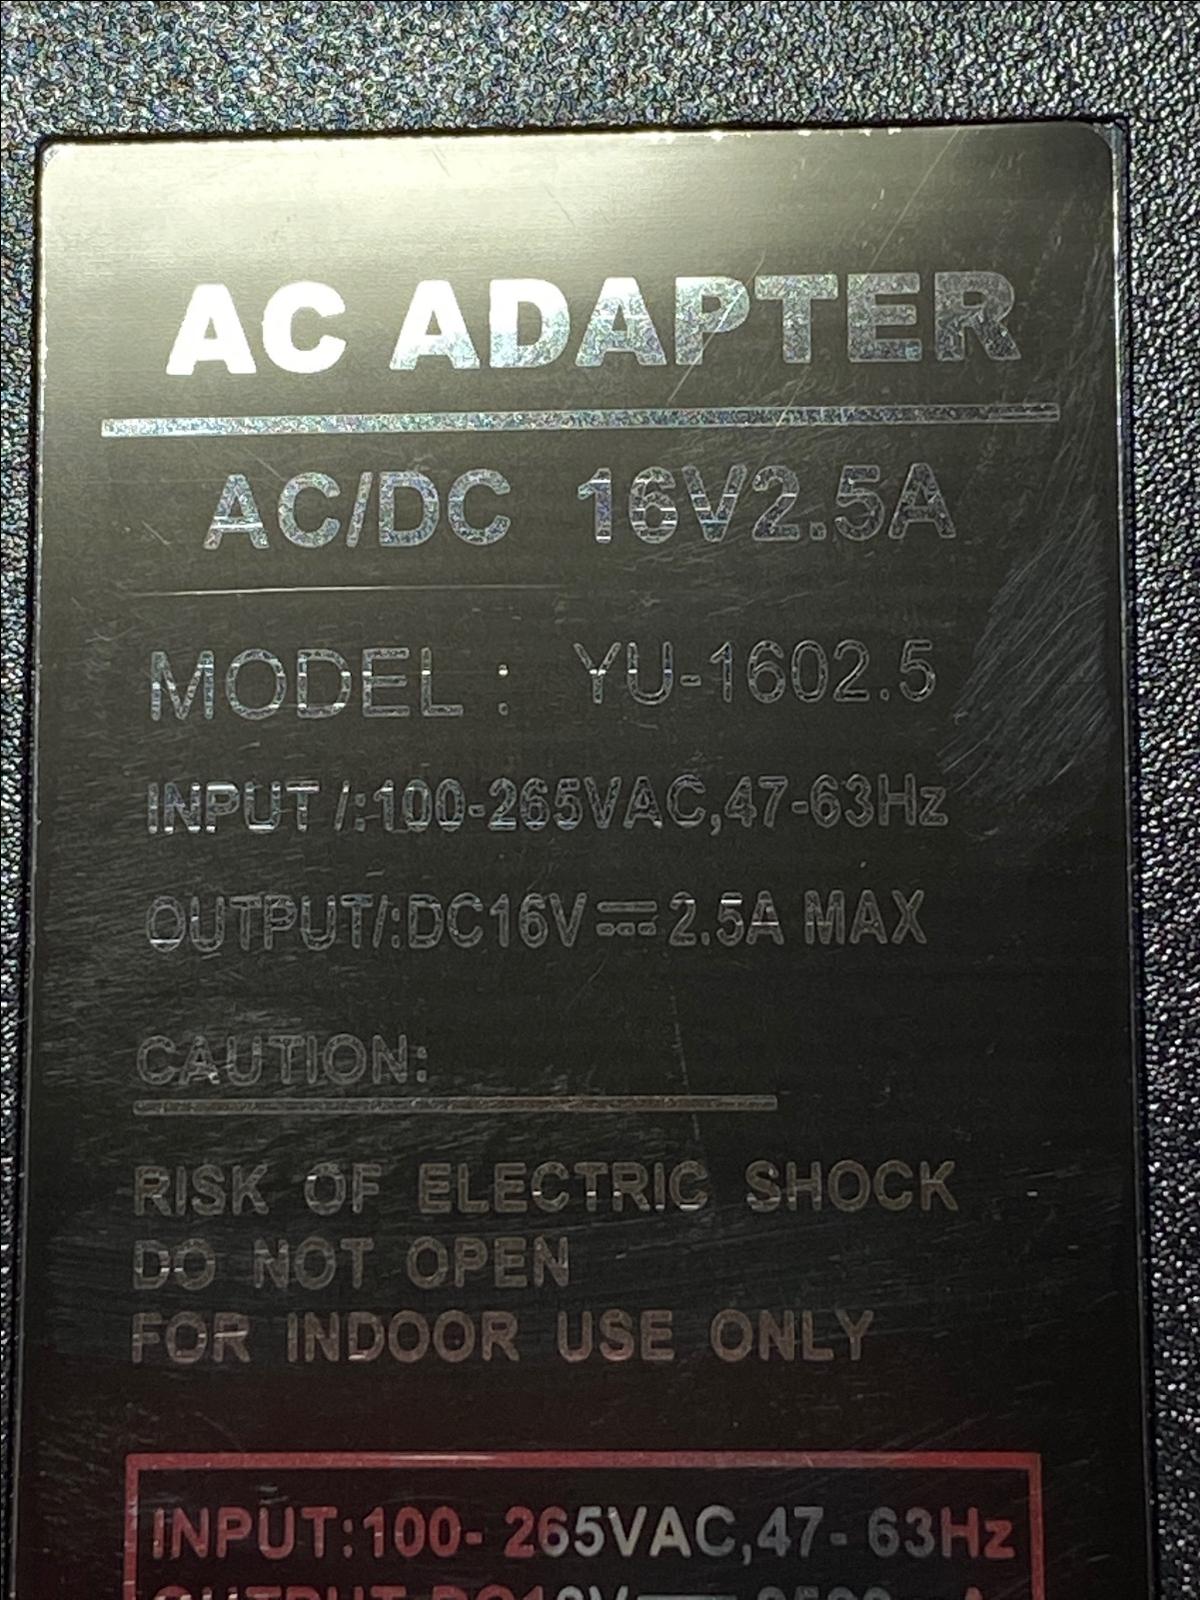 AC ADAPTER
AC/DC 16V2.5A
MODEL : YU-1602.5
INPUT /:100-265VAC,47-63Hz
OUTPUT/:DC16V⎓2.5A MAX
CAUTION:
RISK OF ELECTRIC SHOCK
DO NOT OPEN
FOR INDOOR USE ONLY
INPUT:100- 265VAC,47- 63Hz